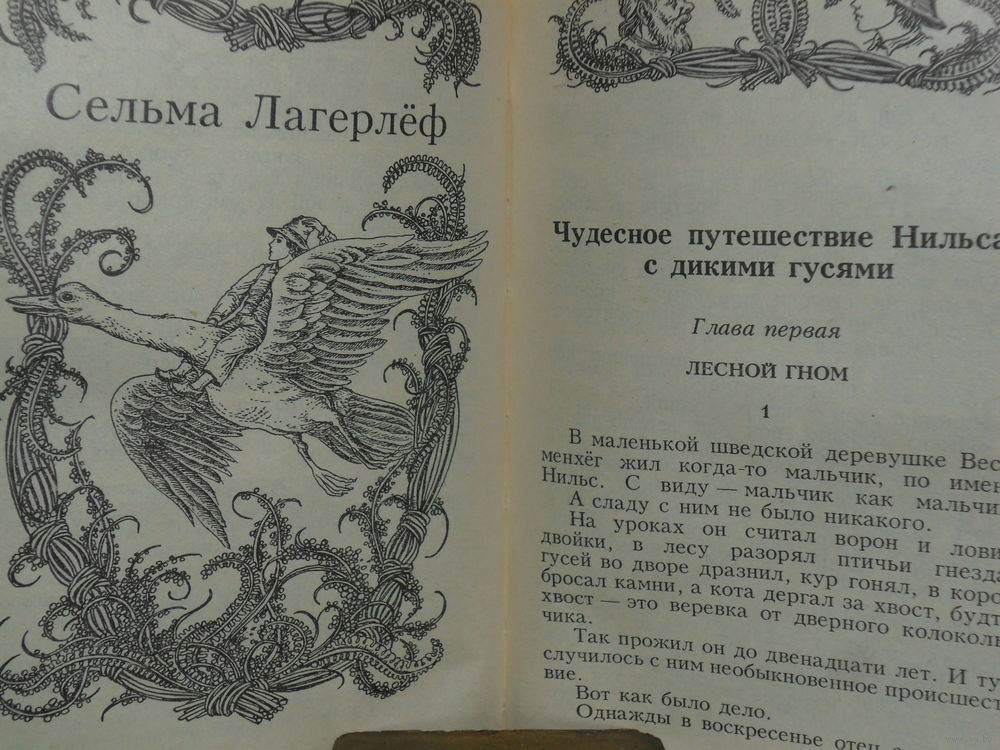 Сельма Лагерлёф
Чудесное путешествие Нильса
с дикими гусями
Глава первая
ЛЕСНОЙ ГНОМ
1
В маленькой шведской деревушке Вес-
менхёг жил когда-то мальчик, по имен
Нильс. С виду — мальчик как мальчи
А сладу с ним не было никакого.
На уроках он считал ворон и лови
двойки, в лесу разорял птичьи гнезда
гусей во дворе дразнил, кур гонял, в коро
бросал камни, а кота дергал за хвост, будт
хвост — это веревка от дверного колоколь
чика.
Так прожил он до двенадцати лет. И ту
случилось с ним необыкновенное происшест
вие.
Вот как было дело.
Однажды в воскресенье отец